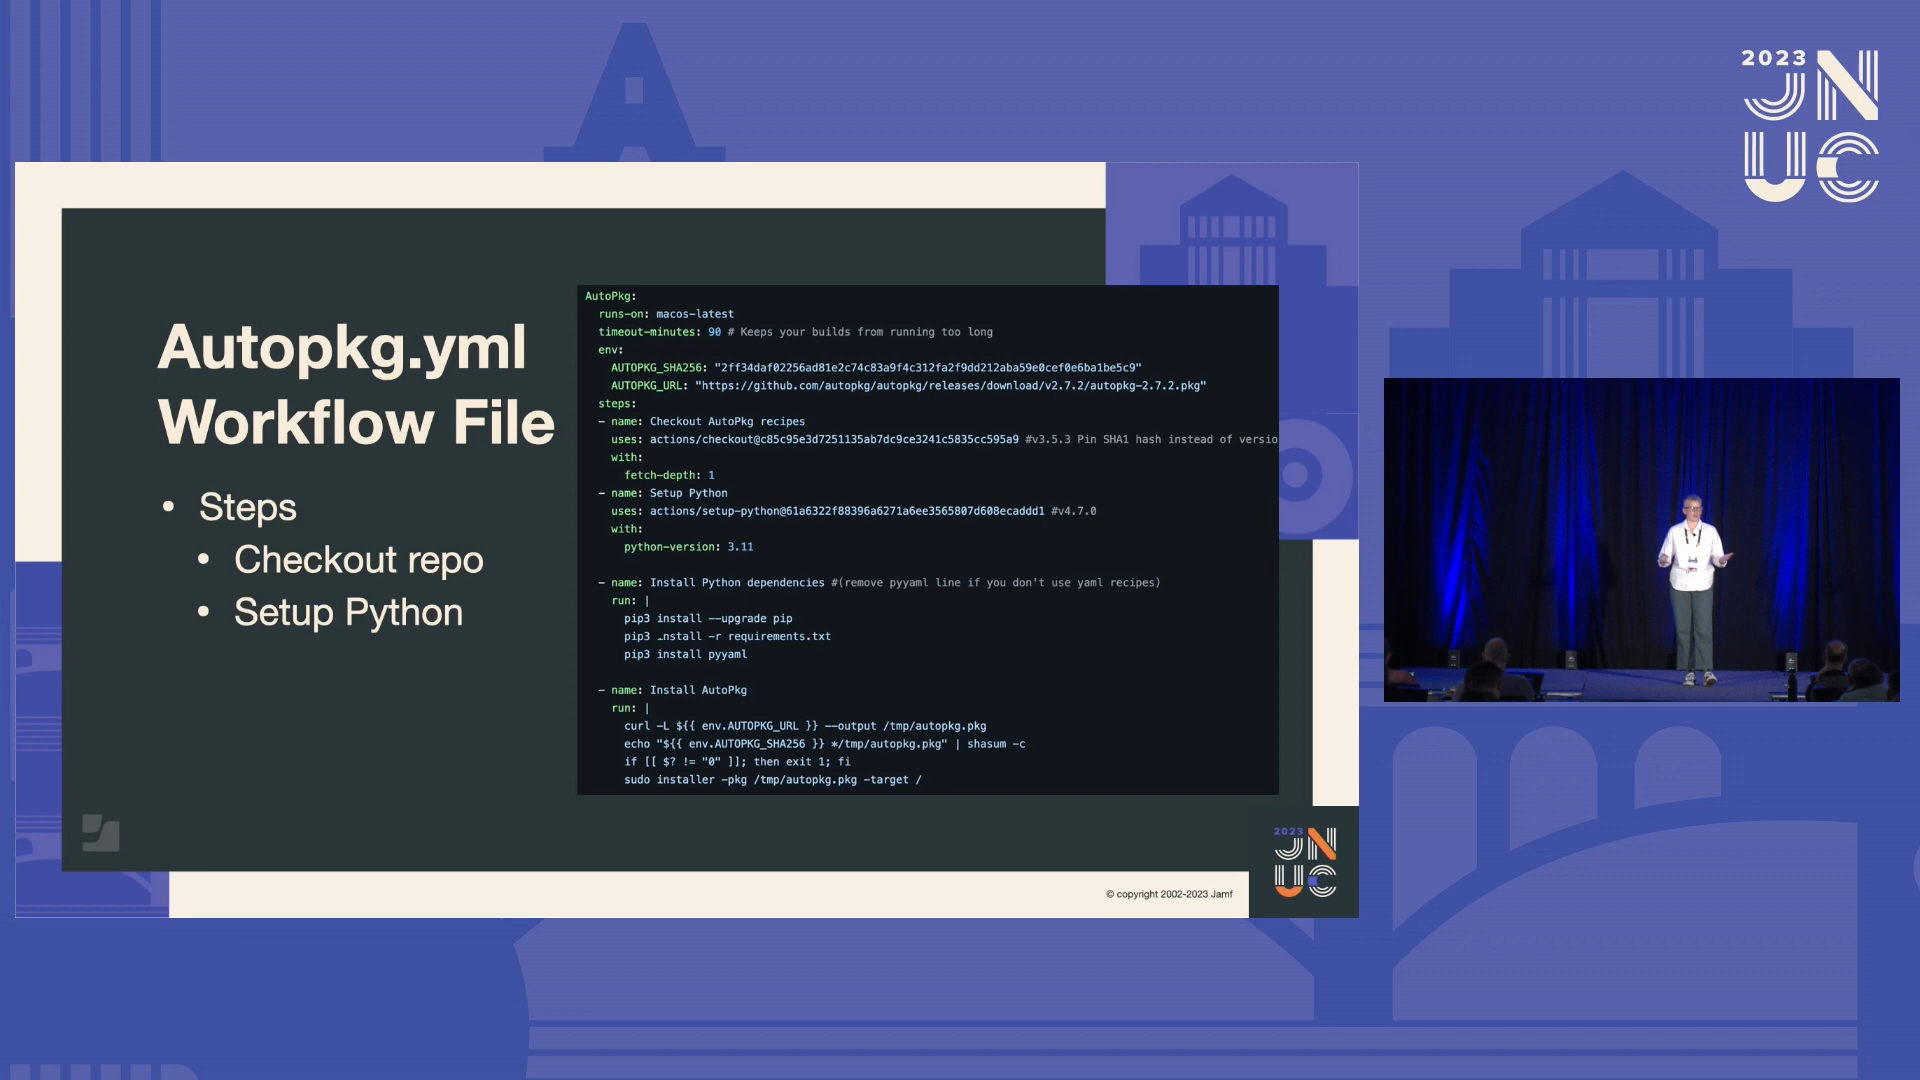 2023
JN
UC
Autopkg.yml
Workflow File
• Steps
• Checkout repo
• Setup Python
AutoPkg:
runs-on: macos-latest
timeout-minutes: 90 # Keeps your builds from running too long
env:
AUTOPKG_SHA256: "2ff34daf02256ad81e2c74c83a9f4c312fa2f9dd212aba59e0cef0e6ba1be5c9"
AUTOPKG_URL: "https://github.com/autopkg/autopkg/releases/download/v2.7.2/autopkg-2.7.2.pkg"
steps:
- name: Checkout AutoPkg recipes
uses: actions/checkout@c85c95e3d7251135ab7dc9ce3241c5835cc595a9 #v3.5.3 Pin SHA1 hash instead of versio
with:
fetch-depth: 1
- name: Setup Python
uses: actions/setup-python@61a6322f88396a6271a6ee3565807d608ecaddd1 #v4.7.0
with:
python-version: 3.11
- name: Install Python dependencies #(remove pyyaml line if you don't use yaml recipes)
run: |
pip3 install --upgrade pip
pip3 install -r requirements.txt
pip3 install pyyaml
- name: Install AutoPkg
run: |
curl -L ${{ env.AUTOPKG_URL }} --output /tmp/autopkg.pkg
echo "${{ env.AUTOPKG_SHA256 }} */tmp/autopkg.pkg" | shasum -c
if [[ $? != "0" ]]; then exit 1; fi
sudo installer -pkg /tmp/autopkg.pkg -target /
2023
JN
UC
© copyright 2002-2023 Jamf